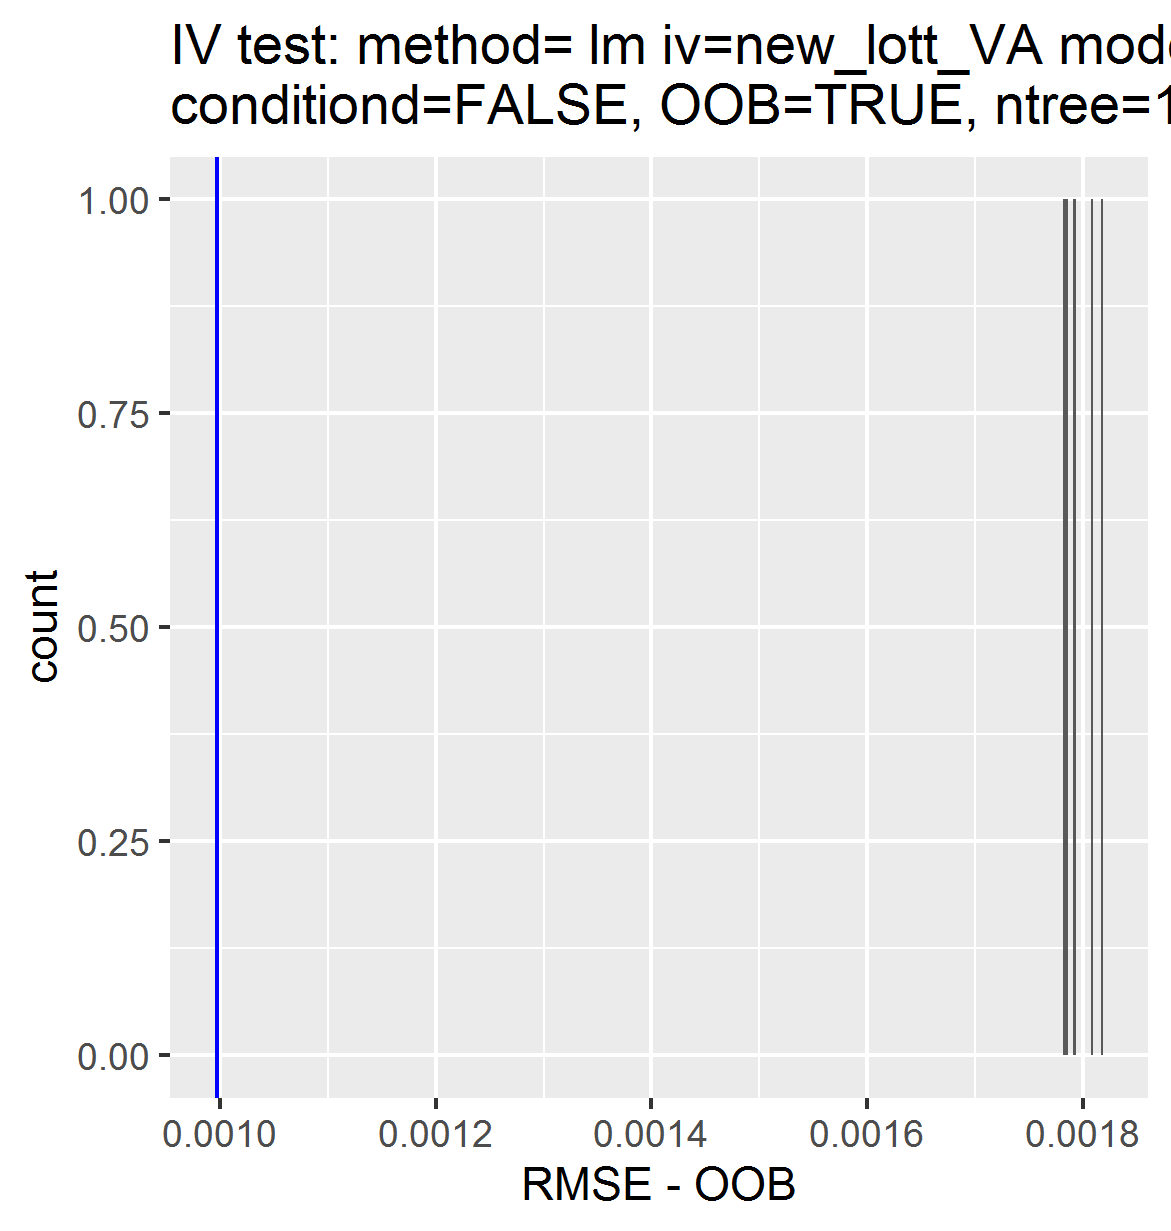 IV test: method= lm iv=new_lott_VA mod
conditiond=FALSE, OOB=TRUE, ntree=1
1.00
0.75
0.50
0.25
0.00
count
0.0010 0.0012 0.0014 0.0016 0.0018
RMSE - OOB